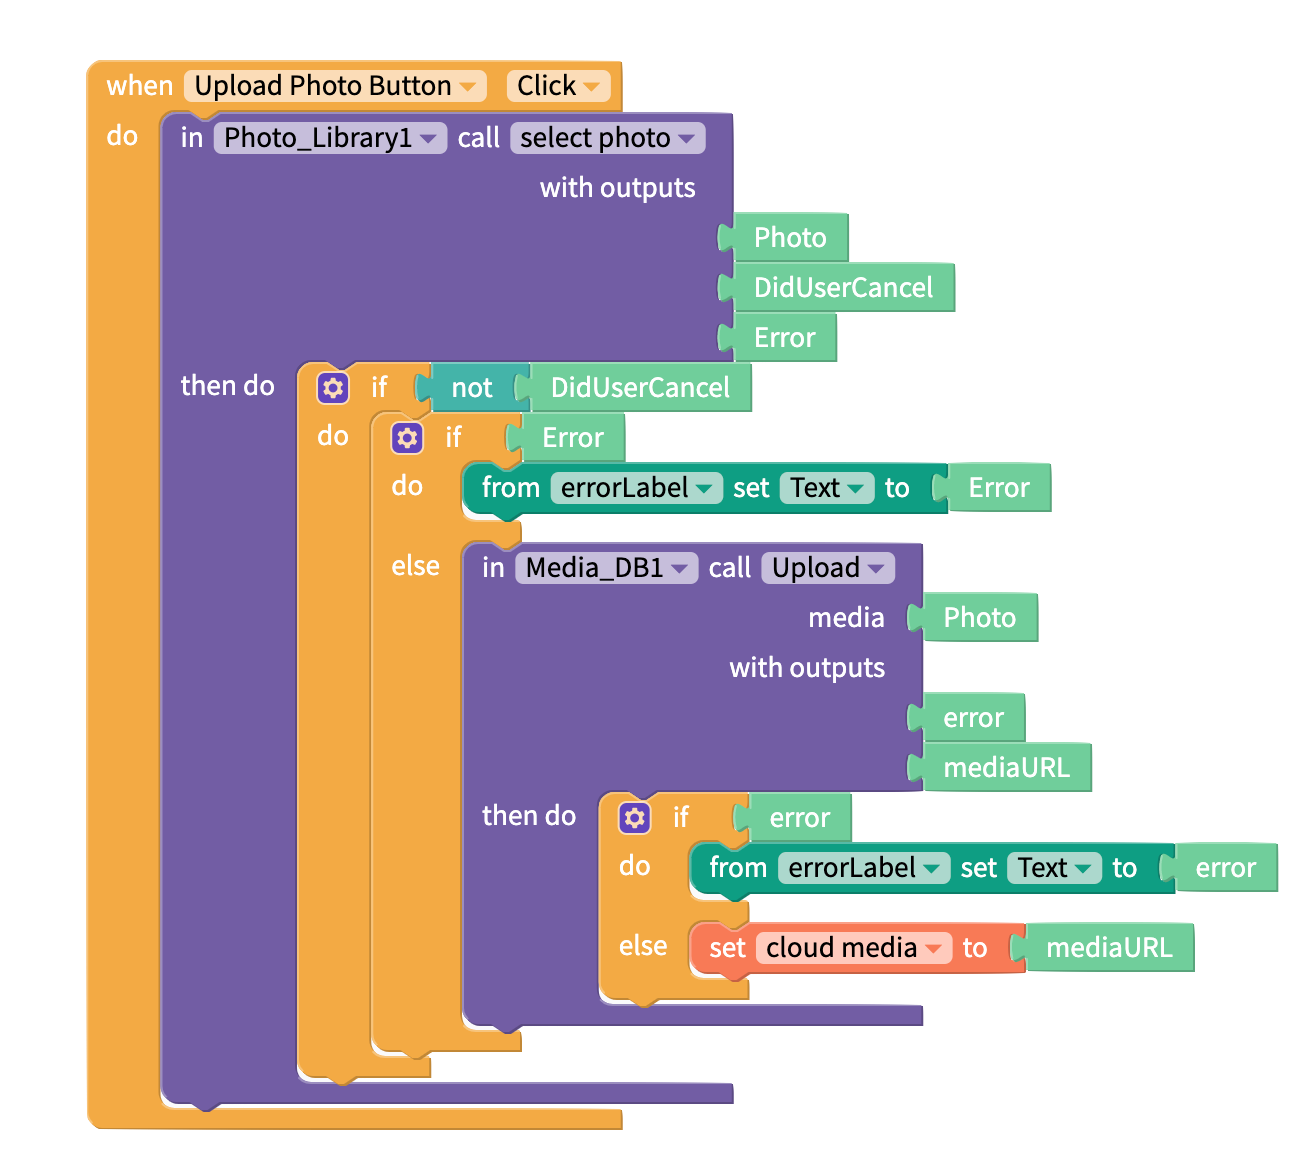 when Upload Photo Button Click
do in Photo_Library1 call select photo
with outputs
Photo
DidUserCancel
Error
then do if not DidUserCancel
do if Error
do from errorLabel set Text to Error
else in Media_DB1 call Upload
media Photo
with outputs
error
mediaURL
then do if error
do from errorLabel set Text to error
else set cloud media to mediaURL